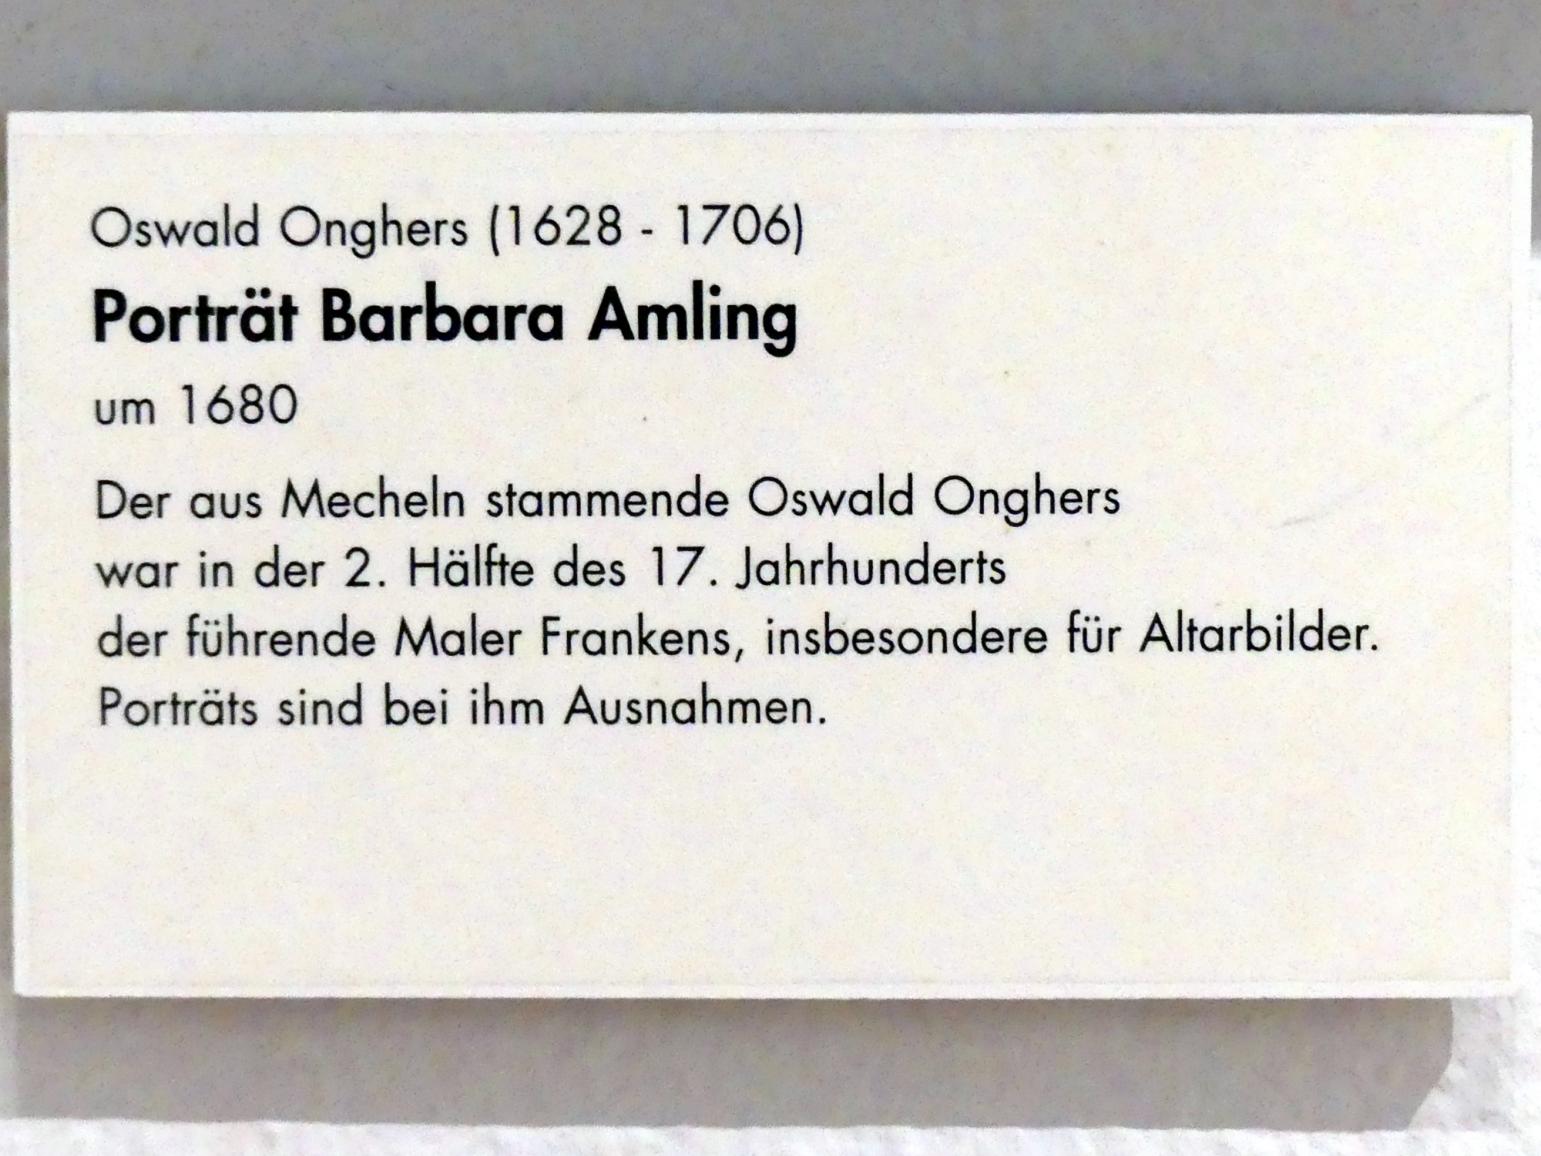 Oswald Onghers (1628 - 1706)
Porträt Barbara Amling
um 1680
Der aus Mecheln stammende Oswald Onghers
war in der 2. Hälfte des 17. Jahrhunderts
der führende Maler Frankens, insbesondere für Altarbilder.
Porträts sind bei ihm Ausnahmen.